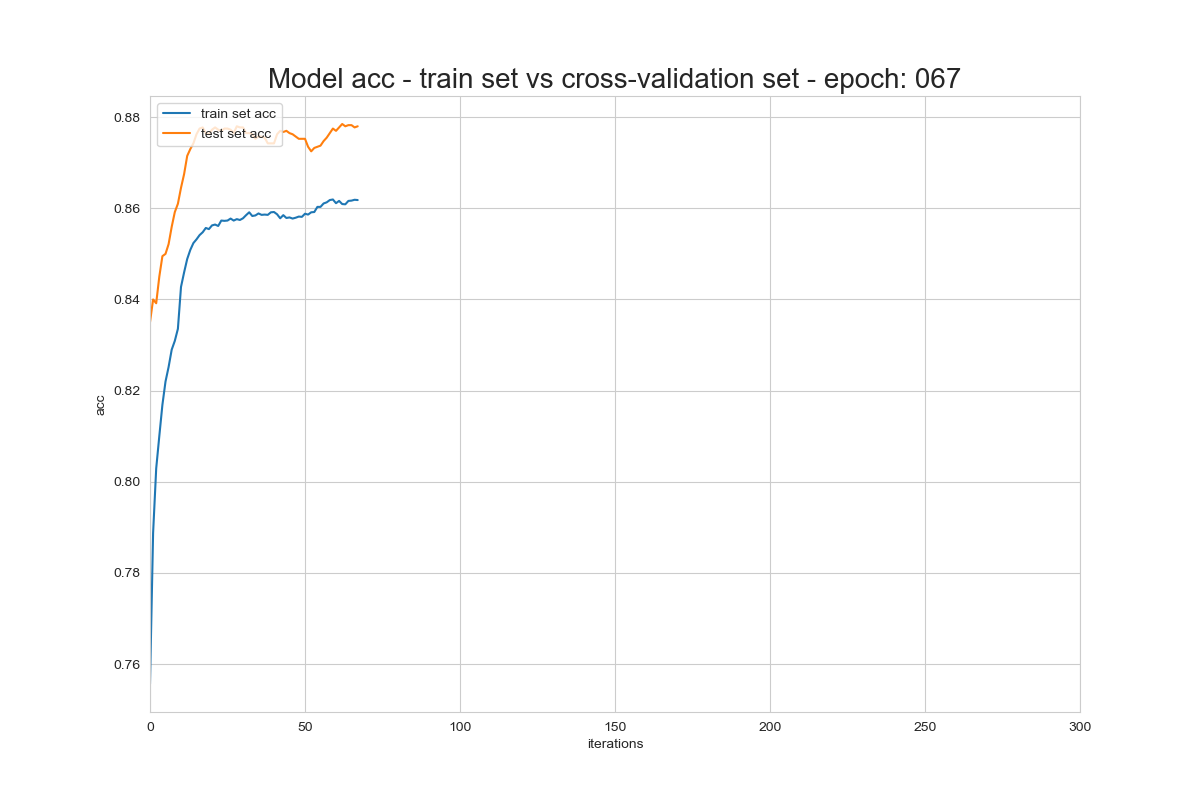 Model acc - train set vs cross-validation set - epoch: 067
train set acc
test set acc
0.88
0.86
0.84
0.82
0.80
0.78
0.76
acc
0
50
100
150
200
250
300
iterations